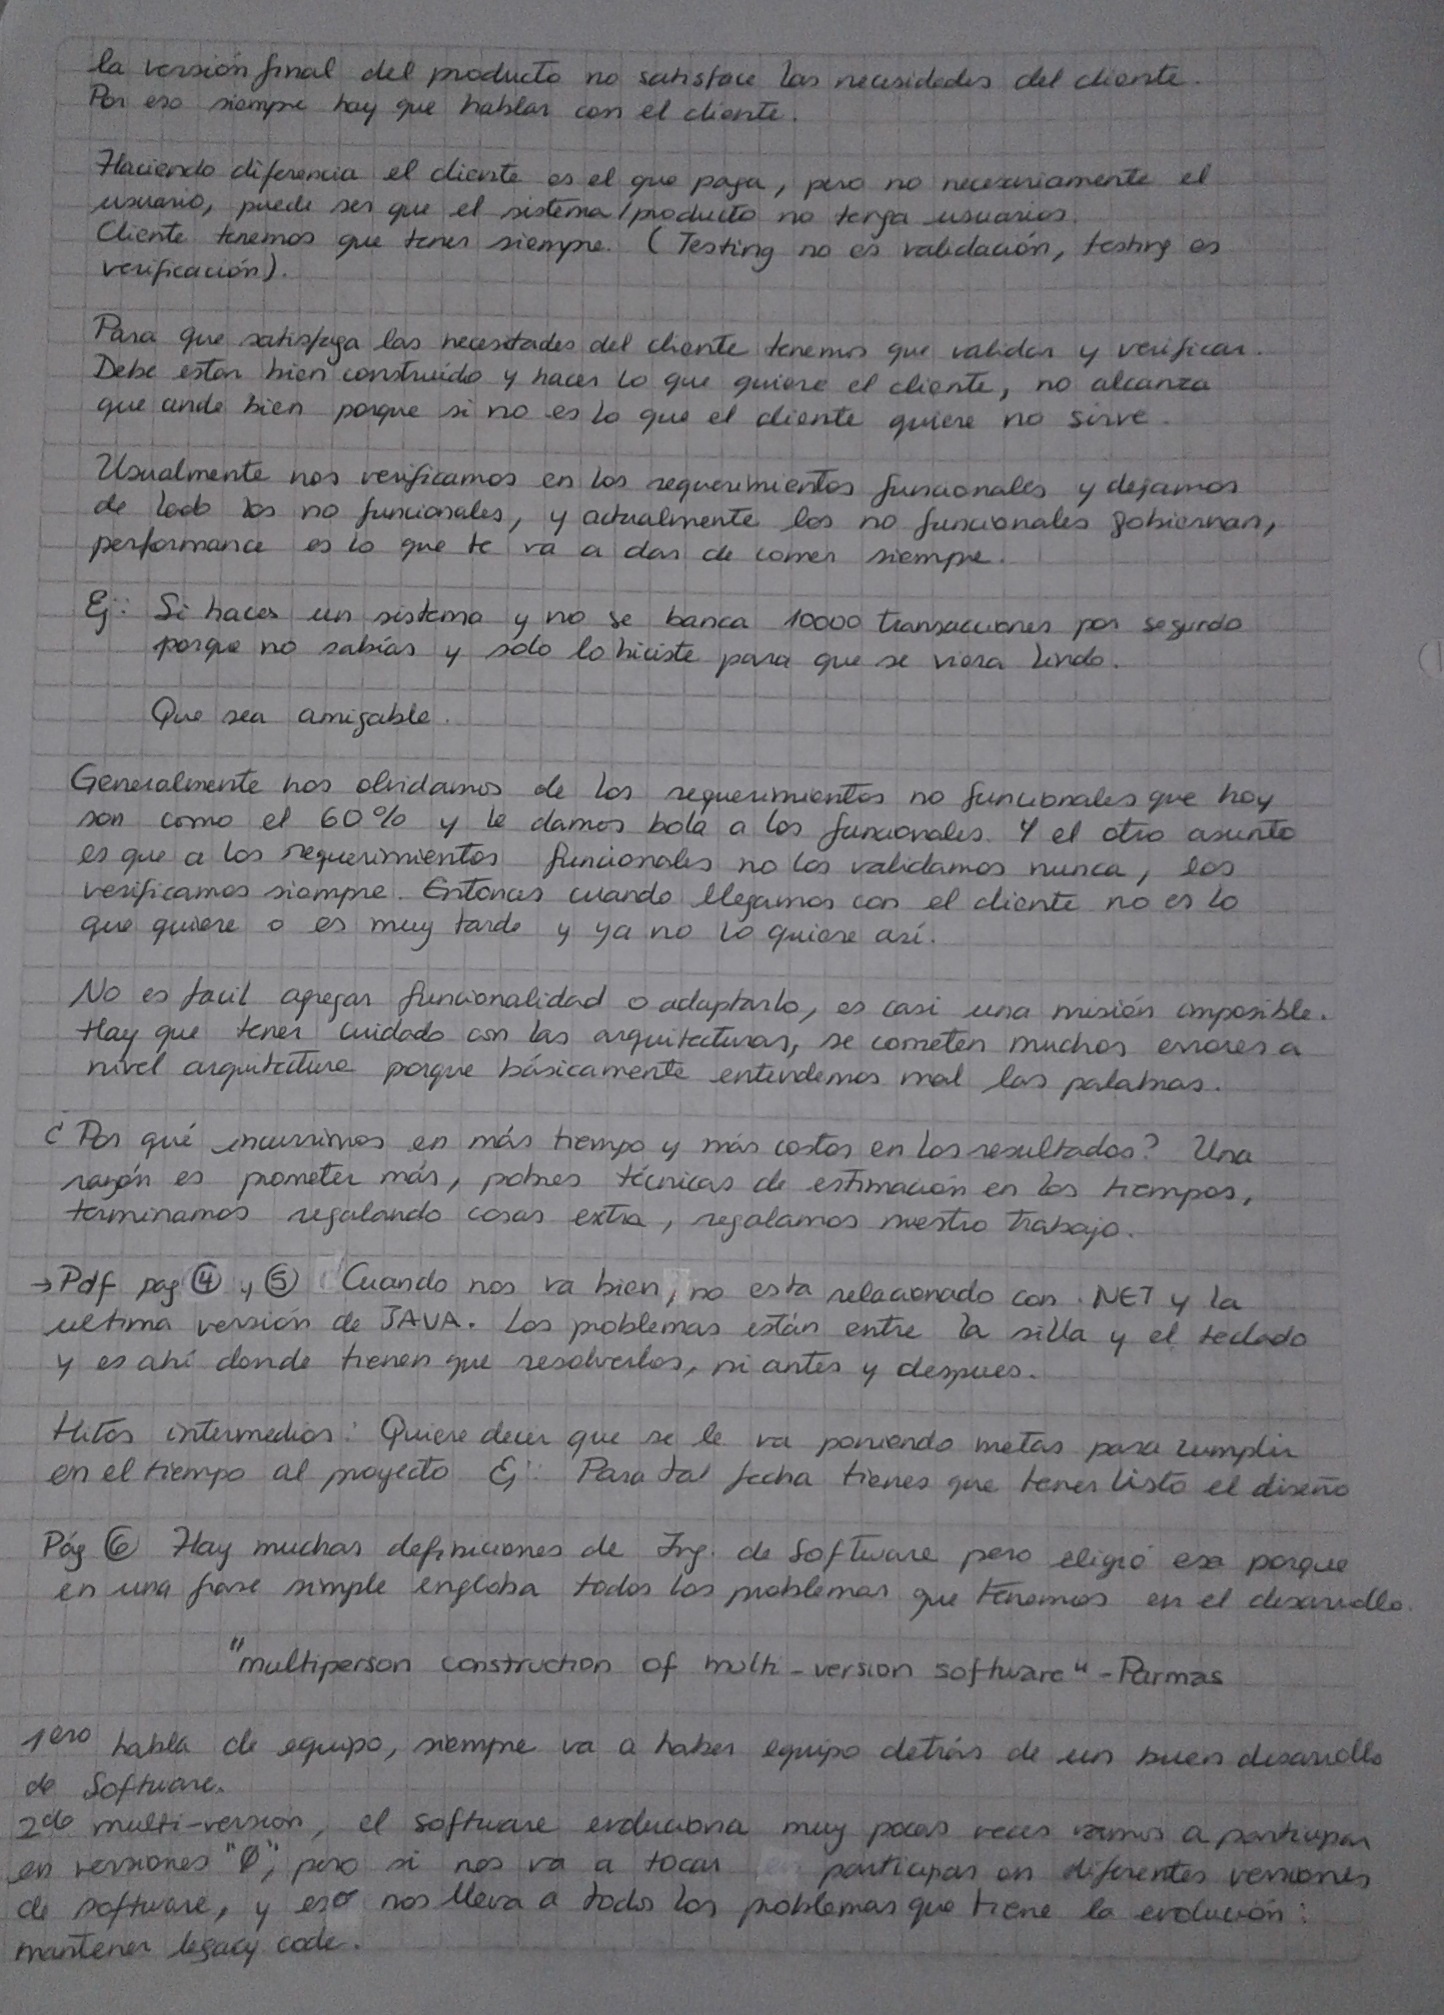 la versión final del producto no satisface las necesidades del cliente.
Por eso siempre hay que hablar con el cliente.
Haciendo diferencia el cliente es el que paga, pero no necesariamente el
usuario, puede ser que el sistema/producto no tenga usuarios.
Cliente tenemos que tener siempre. (Testing no es validación, testing es
verificación).
Para que satisfaga las necesidades del cliente tenemos que validar y verificar.
Debe estar bien construido y hacer lo que quiere el cliente, no alcanza
que ande bien porque si no es lo que el cliente quiere no sirve.
Usualmente nos verificamos en los requerimientos funcionales y dejamos
de lado los no funcionales, y actualmente los no funcionales gobiernan,
performance es lo que te va a dar de comer siempre.
Ej: Si haces un sistema y no se banca 10000 transacciones por segundo
porque no sabías y solo lo hiciste para que se viera lindo.
Que sea amigable.
Generalmente nos olvidamos de los requerimientos no funcionales que hoy
son como el 60% y le damos bola a los funcionales. Y el otro asunto
es que a los requerimientos funcionales no los validamos nunca, los
verificamos siempre. Entonces cuando llegamos con el cliente no es lo
que quiere o es muy tarde y ya no lo quiere así.
No es facil agregar funcionalidad o adaptarlo, es casi una misión imposible.
Hay que tener cuidado con las arquitecturas, se cometen muchos errores a
nivel arquitectura porque básicamente entendemos mal las palabras.
¿Por qué incurrimos en más tiempo y más costos en los resultados? Una
razón es prometer más, pobres técnicas de estimación en los tiempos,
terminamos regalando cosas extra, regalamos nuestro trabajo.
→ Pdf pag ④ y ⑤ Cuando nos va bien, no esta relacionado con .NET y la
ultima versión de JAVA. Los problemas están entre la silla y el teclado
y es ahí donde tienen que resolverlos, ni antes y despues.
Hitos intermedios: Quiere decir que se le va poniendo metas para cumplir
en el tiempo al proyecto Ej: Para tal fecha tienes que tener listo el diseño
Pág ⑥ Hay muchas definiciones de Ing. de Software pero eligió esa porque
en una frase simple engloba todos los problemas que tenemos en el desarrollo.
"multiperson construction of multi-version software" - Parmas
1ero habla de equipo, siempre va a haber equipo detrás de un buen desarrollo
de Software.
2do multi-version, el software evoluciona muy pocas veces vamos a participar
en versiones "0", pero si nos va a tocar participar en diferentes versiones
de software, y eso nos lleva a todos los problemas que tiene la evolución:
mantener legacy code.